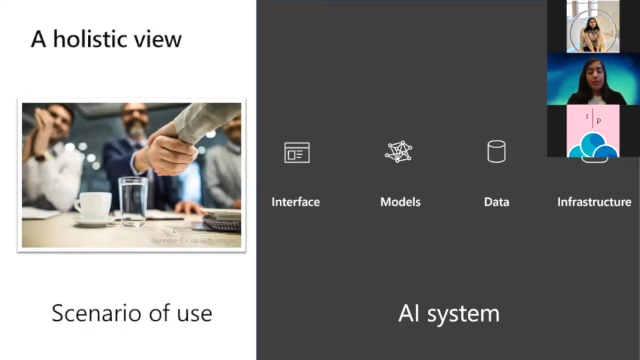 A holistic view
Interface
Models
Data
Infrastructure
Scenario of use
AI system
r | p